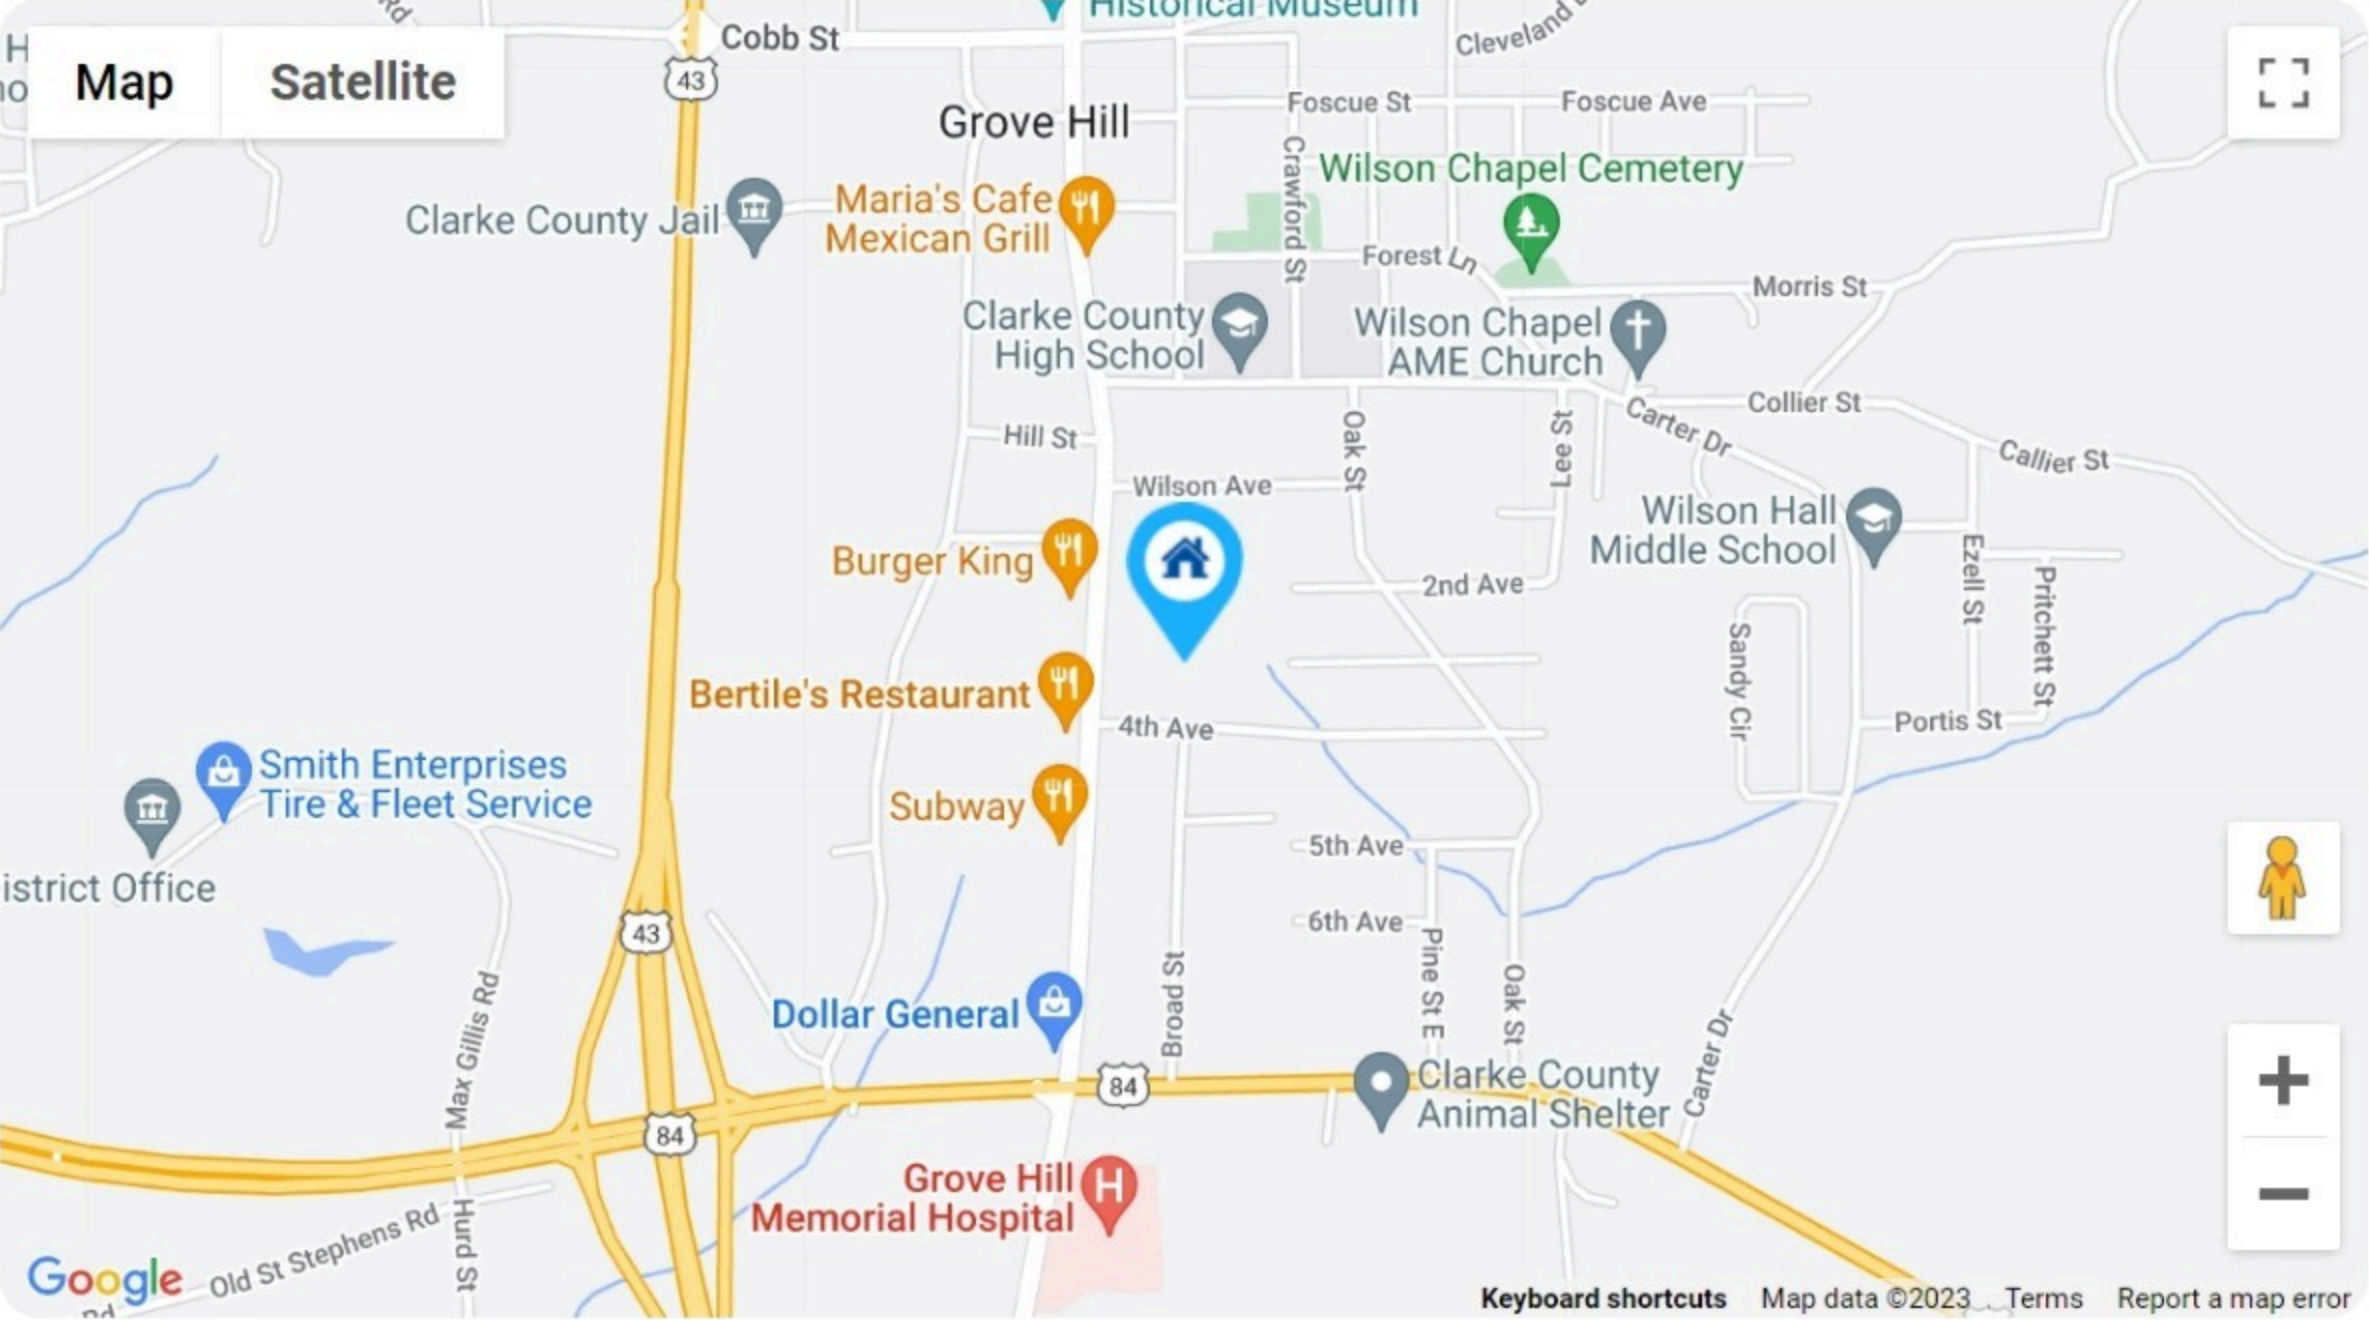 Historical Museum
Rd
Cobb St
Cleveland
H
Map
Satellite
43
Foscue St
Foscue Ave
Grove Hill
Crawford St
Wilson Chapel Cemetery
Clarke County Jail
Maria's Cafe
Mexican Grill
Forest Ln
Morris St
Clarke County
High School
Wilson Chapel
AME Church
Collier St
Carter Dr
Hill St
Oak St
Lee St
Callier St
Wilson Ave
Wilson Hall
Middle School
Burger King
2nd Ave
Ezell St
Pritchett St
Sandy Cir
Bertile's Restaurant
4th Ave
Portis St
Smith Enterprises
Tire & Fleet Service
Subway
5th Ave
istrict Office
6th Ave
43
Pine St E
Oak St
Broad St
Max Gillis Rd
Dollar General
Carter Dr
84
Clarke County
Animal Shelter
84
Grove Hill
Memorial Hospital
H
Hurd St
Old St Stephens Rd
Google
Rd
Keyboard shortcuts
Map data ©2023
Terms
Report a map error